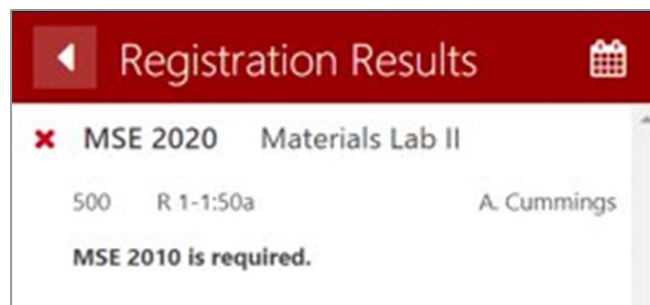 Registration Results
MSE 2020 Materials Lab II
500 R 1-1:50a A. Cummings
MSE 2010 is required.